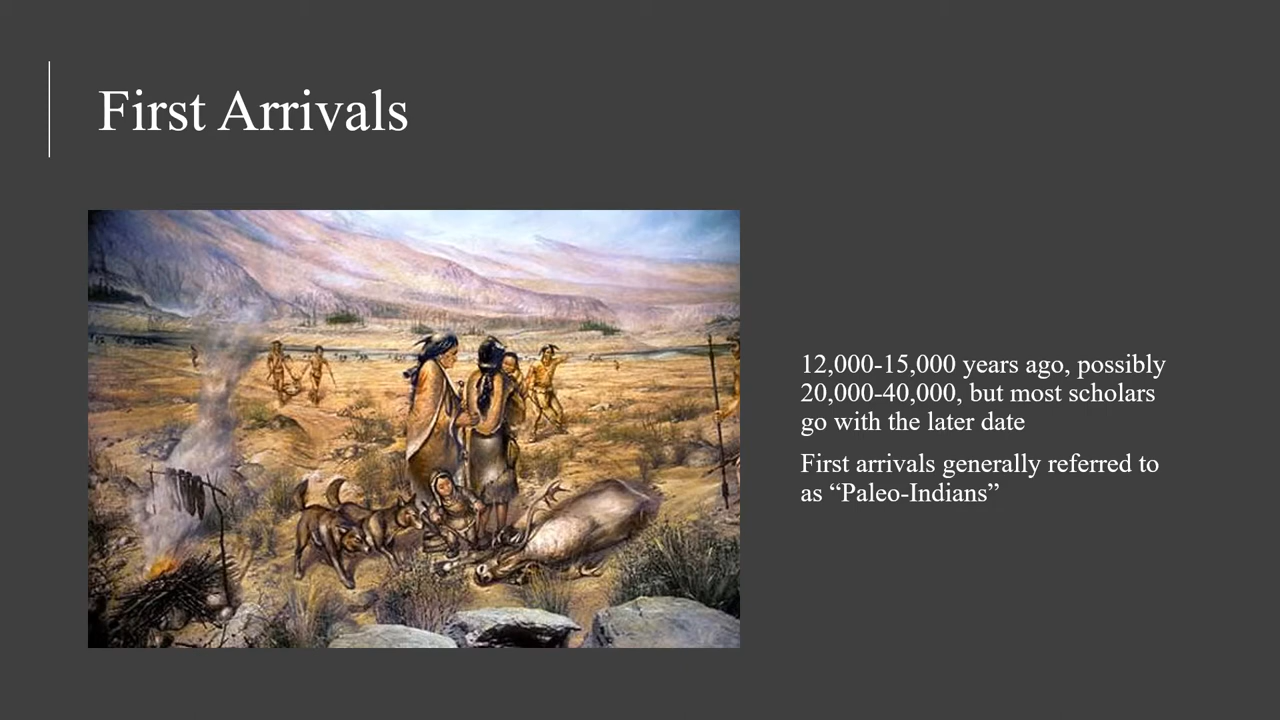 First Arrivals
12,000-15,000 years ago, possibly
20,000-40,000, but most scholars
go with the later date
First arrivals generally referred to
as “Paleo-Indians”